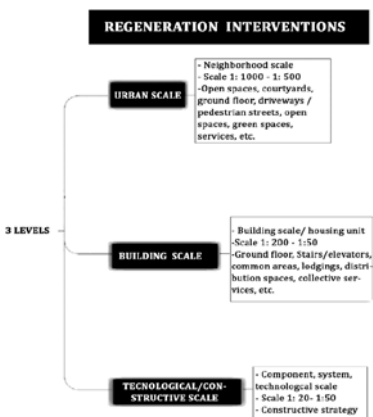 REGENERATION INTERVENTIONS
- Neighborhood scale
- Scale 1: 1000 - 1: 500
-Open spaces, courtyards,
ground floor, driveways /
pedestrian streets, open
spaces, green spaces,
services, etc.
URBAN SCALE
3 LEVELS
- Building scale/ housing unit
-Scale 1: 200 - 1:50
-Ground floor, Stairs/elevators,
common areas, lodgings, distri-
bution spaces, collective ser-
vices, etc.
BUILDING SCALE
TECNOLOGICAL/CON-
STRUCTIVE SCALE
- Component, system,
technologcal scale
- Scale 1: 20- 1:50
- Constructive strategy